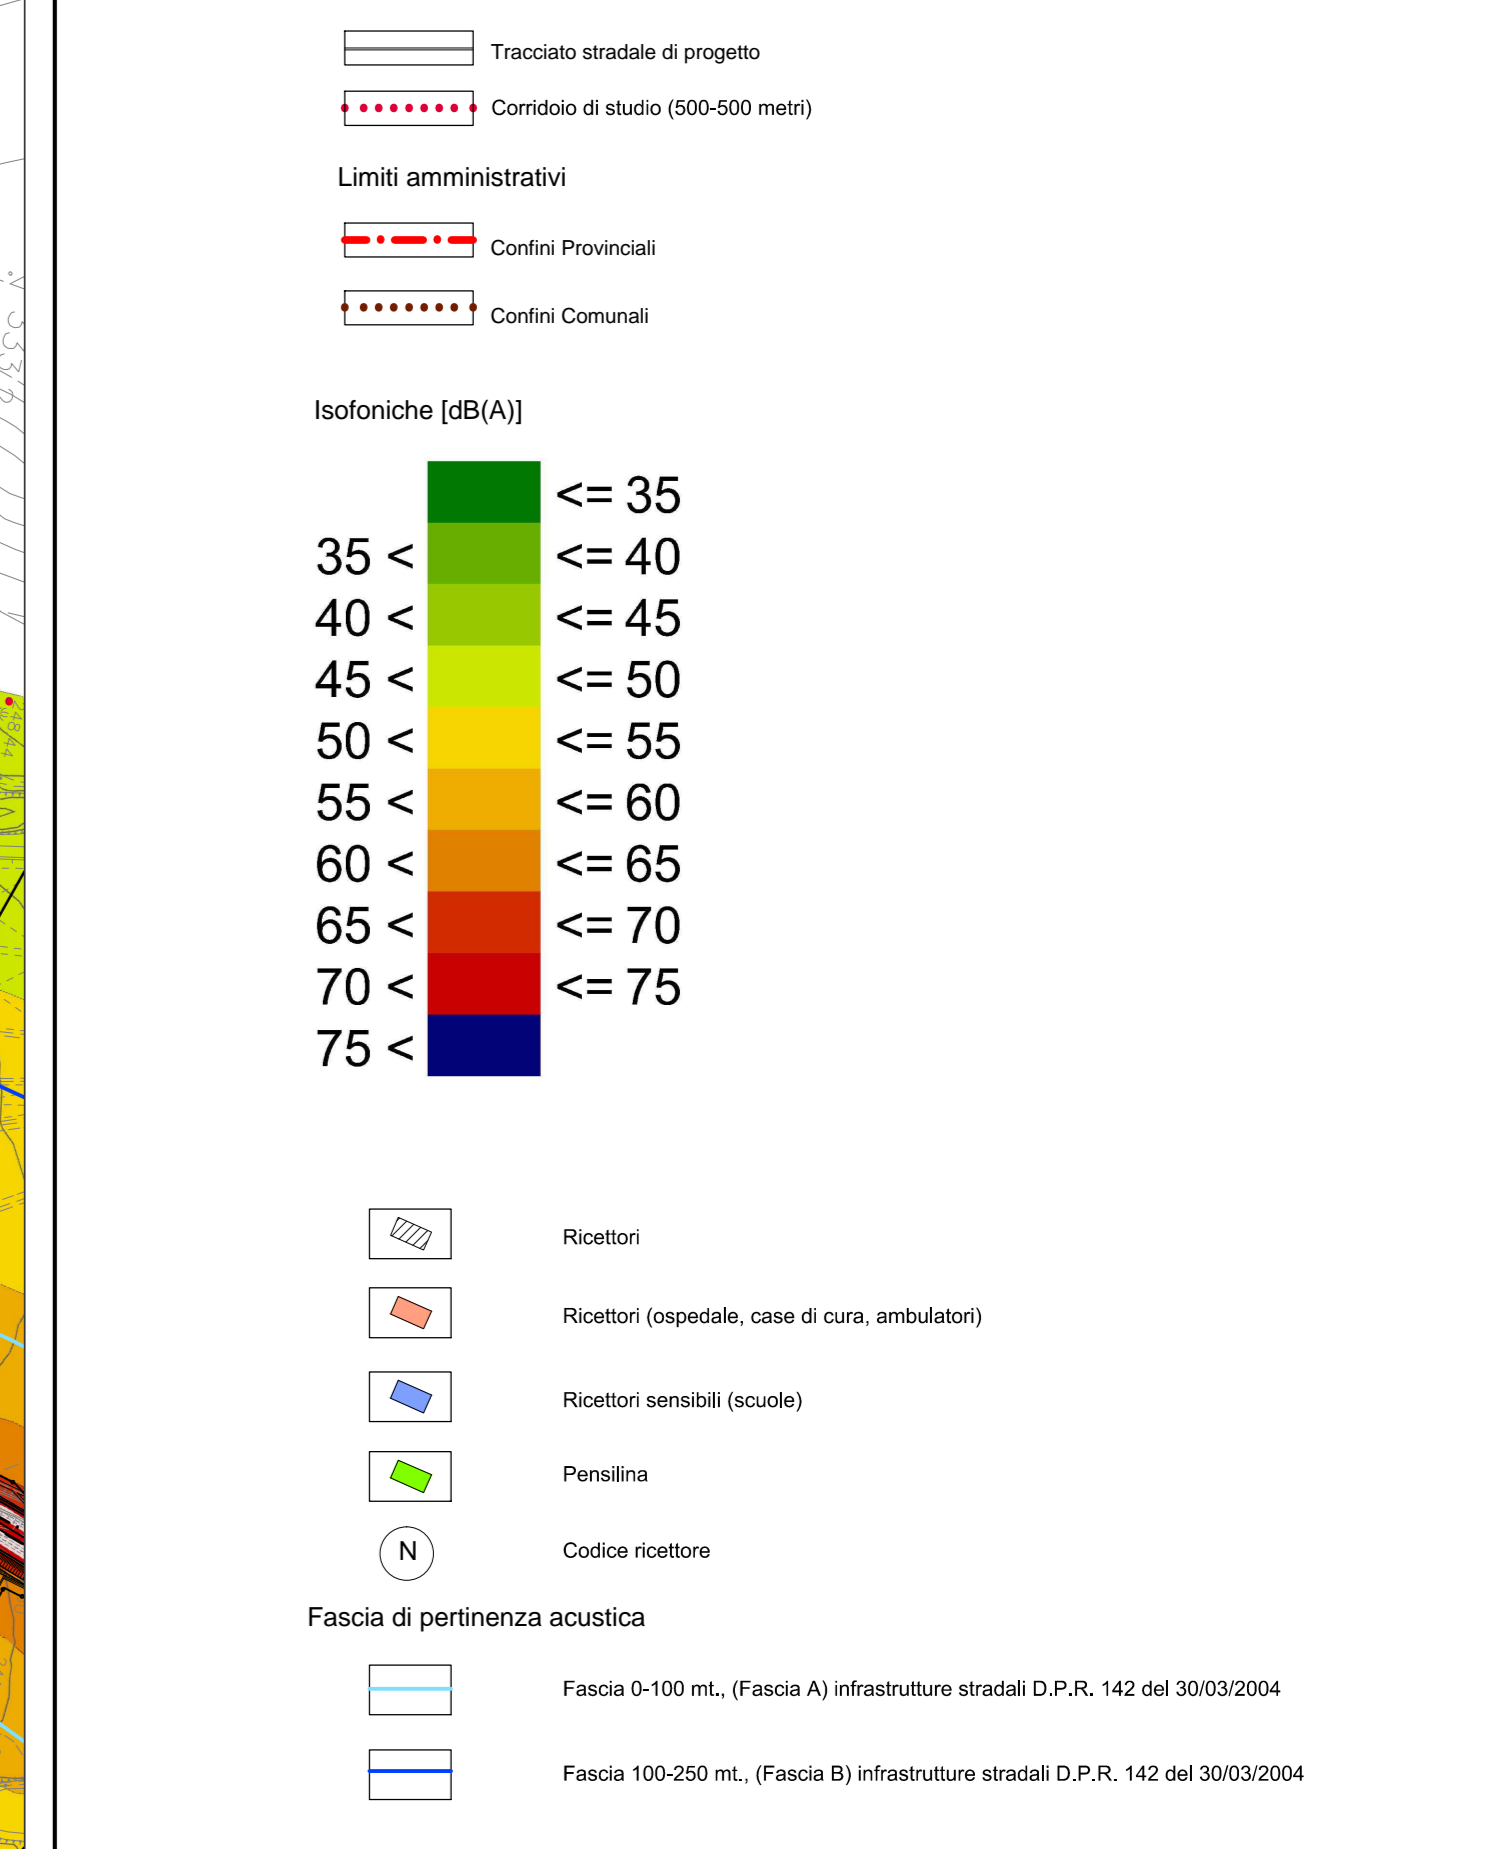 Tracciato stradale di progetto
Corridoio di studio (500-500 metri)
Limiti amministrativi
Confini Provinciali
Confini Comunali
Isofoniche [dB(A)]
<= 35
35 < <= 40
40 < <= 45
45 < <= 50
50 < <= 55
55 < <= 60
60 < <= 65
65 < <= 70
70 < <= 75
75 <
Ricettori
Ricettori (ospedale, case di cura, ambulatori)
Ricettori sensibili (scuole)
Pensilina
N Codice ricettore
Fascia di pertinenza acustica
Fascia 0-100 mt., (Fascia A) infrastrutture stradali D.P.R. 142 del 30/03/2004
Fascia 100-250 mt., (Fascia B) infrastrutture stradali D.P.R. 142 del 30/03/2004